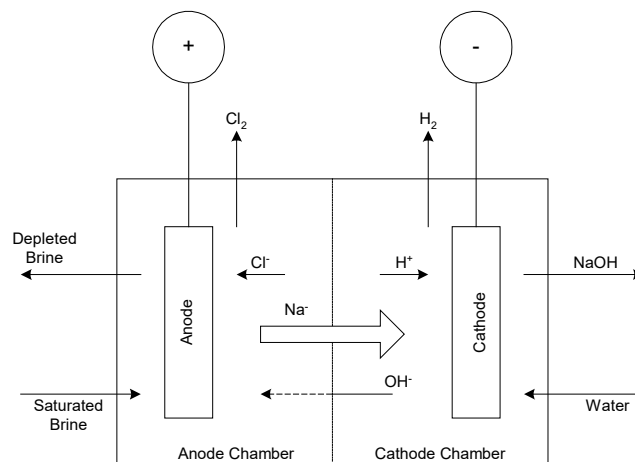 +
-
Cl₂
H₂
Depleted
Brine
Cl⁻
H⁺
NaOH
Na⁻
Anode
Cathode
OH⁻
Saturated
Brine
Water
Anode Chamber
Cathode Chamber